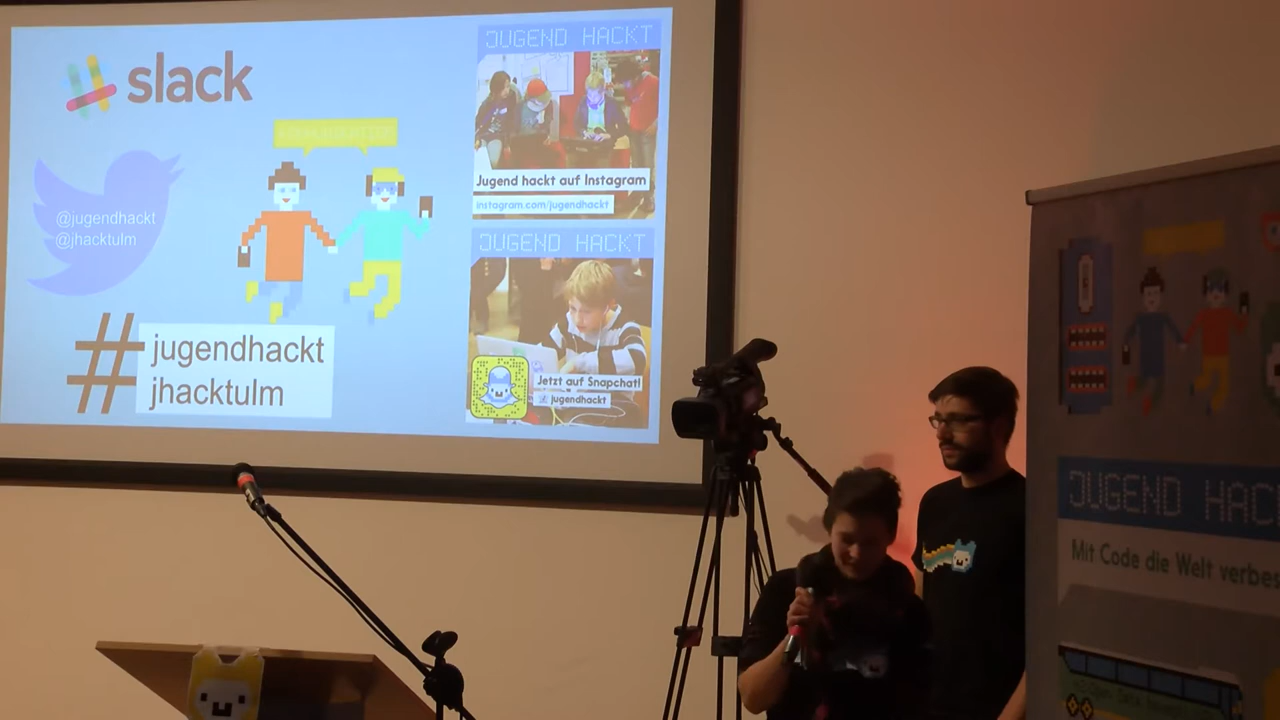 slack
@jugendhackt
@jhacktulm
#
jugendhackt
jhacktulm
JUGEND HACKT
Jugend hackt auf Instagram
instagram.com/jugendhackt
JUGEND HACKT
Jetzt auf Snapchat!
jugendhackt
JUGEND HAC
Mit Code die Welt verbes